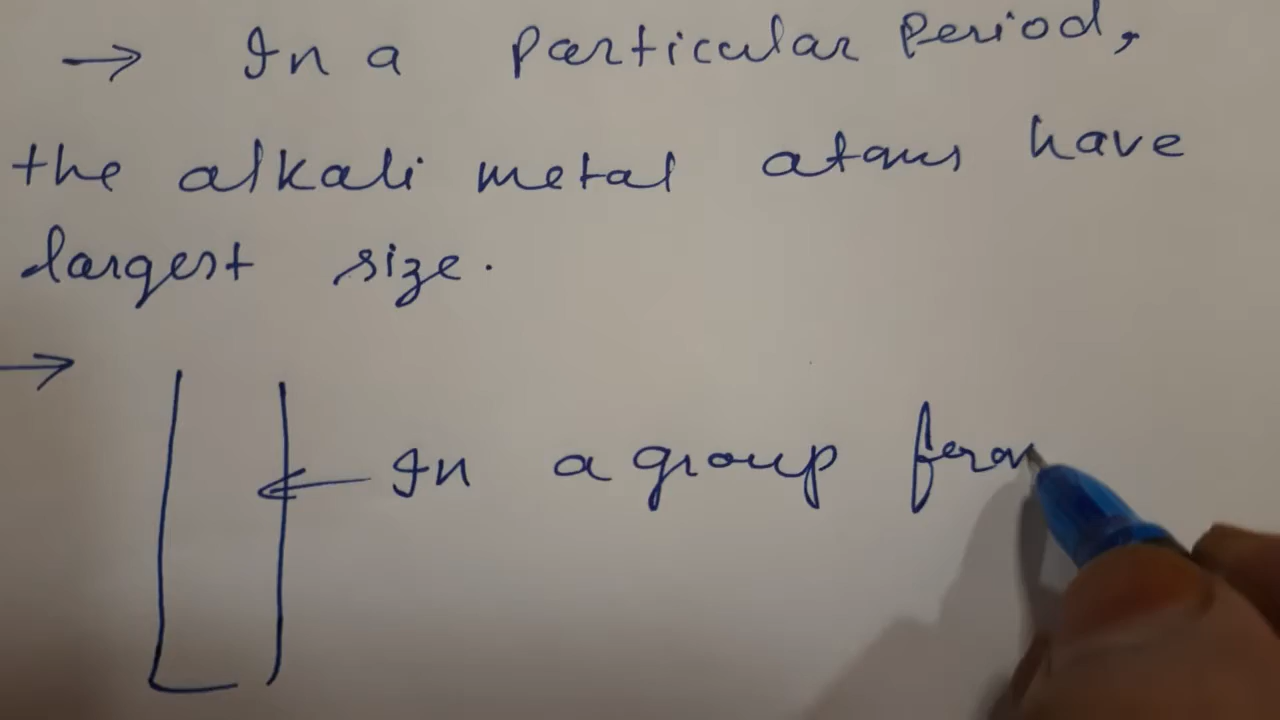 → In a particular period,
the alkali metal atoms have
largest size.
→
In a group from